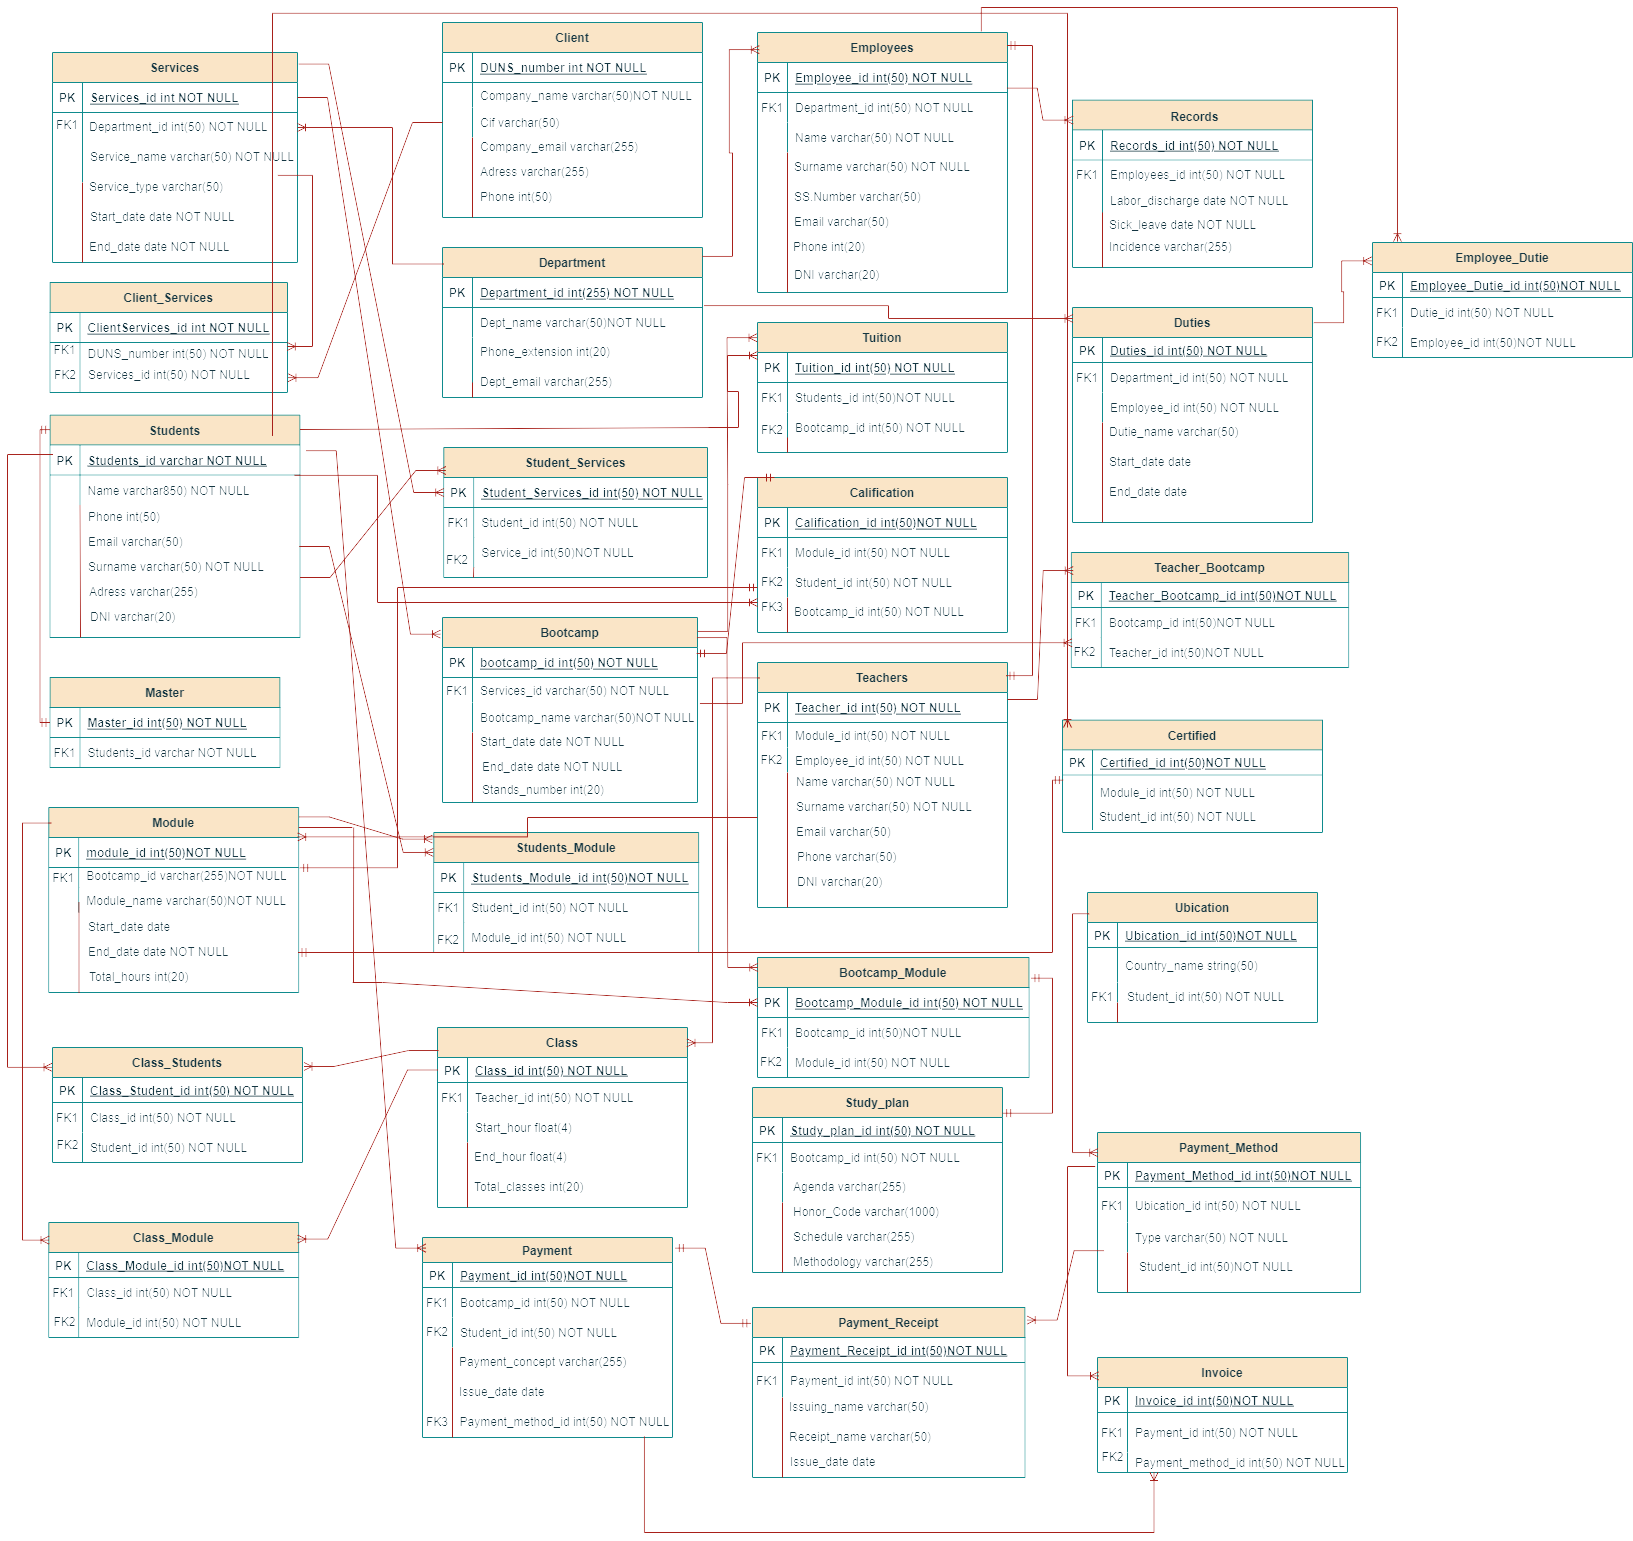 Services
PK Services_id int NOT NULL
FK1 Department_id int(50) NOT NULL
Service_name varchar(50) NOT NULL
Service_type varchar(50)
Start_date date NOT NULL
End_date date NOT NULL
Client_Services
PK ClientServices_id int NOT NULL
FK1 DUNS_number int(50) NOT NULL
FK2 Services_id int(50) NOT NULL
Students
PK Students_id varchar NOT NULL
Name varchar850) NOT NULL
Phone int(50)
Email varchar(50)
Surname varchar(50) NOT NULL
Adress varchar(255)
DNI varchar(20)
Master
PK Master_id int(50) NOT NULL
FK1 Students_id varchar NOT NULL
Module
PK module_id int(50)NOT NULL
FK1 Bootcamp_id varchar(255)NOT NULL
Module_name varchar(50)NOT NULL
Start_date date
End_date date NOT NULL
Total_hours int(20)
Class_Students
PK Class_Student_id int(50) NOT NULL
FK1 Class_id int(50) NOT NULL
FK2 Student_id int(50) NOT NULL
Class_Module
PK Class_Module_id int(50)NOT NULL
FK1 Class_id int(50) NOT NULL
FK2 Module_id int(50) NOT NULL
Client
PK DUNS_number int NOT NULL
Company_name varchar(50)NOT NULL
Cif varchar(50)
Company_email varchar(255)
Adress varchar(255)
Phone int(50)
Department
PK Department_id int(255) NOT NULL
Dept_name varchar(50)NOT NULL
Phone_extension int(20)
Dept_email varchar(255)
Student_Services
PK Student_Services_id int(50) NOT NULL
FK1 Student_id int(50) NOT NULL
FK2 Service_id int(50)NOT NULL
Bootcamp
PK bootcamp_id int(50) NOT NULL
FK1 Services_id varchar(50) NOT NULL
Bootcamp_name varchar(50)NOT NULL
Start_date date NOT NULL
End_date date NOT NULL
Stands_number int(20)
Students_Module
PK Students_Module_id int(50)NOT NULL
FK1 Student_id int(50) NOT NULL
FK2 Module_id int(50) NOT NULL
Class
PK Class_id int(50) NOT NULL
FK1 Teacher_id int(50) NOT NULL
Start_hour float(4)
End_hour float(4)
Total_classes int(20)
Payment
PK Payment_id int(50)NOT NULL
FK1 Bootcamp_id int(50) NOT NULL
FK2 Student_id int(50) NOT NULL
Payment_concept varchar(255)
Issue_date date
FK3 Payment_method_id int(50) NOT NULL
Employees
PK Employee_id int(50) NOT NULL
FK1 Department_id int(50) NOT NULL
Name varchar(50) NOT NULL
Surname varchar(50) NOT NULL
SS.Number varchar(50)
Email varchar(50)
Phone int(20)
DNI varchar(20)
Tuition
PK Tuition_id int(50) NOT NULL
FK1 Students_id int(50)NOT NULL
FK2 Bootcamp_id int(50) NOT NULL
Calification
PK Calification_id int(50)NOT NULL
FK1 Module_id int(50) NOT NULL
FK2 Student_id int(50) NOT NULL
FK3 Bootcamp_id int(50) NOT NULL
Teachers
PK Teacher_id int(50) NOT NULL
FK1 Module_id int(50) NOT NULL
FK2 Employee_id int(50) NOT NULL
Name varchar(50) NOT NULL
Surname varchar(50) NOT NULL
Email varchar(50)
Phone varchar(50)
DNI varchar(20)
Bootcamp_Module
PK Bootcamp_Module_id int(50) NOT NULL
FK1 Bootcamp_id int(50)NOT NULL
FK2 Module_id int(50) NOT NULL
Study_plan
PK Study_plan_id int(50) NOT NULL
FK1 Bootcamp_id int(50) NOT NULL
Agenda varchar(255)
Honor_Code varchar(1000)
Schedule varchar(255)
Methodology varchar(255)
Payment_Receipt
PK Payment_Receipt_id int(50)NOT NULL
FK1 Payment_id int(50) NOT NULL
Issuing_name varchar(50)
Receipt_name varchar(50)
Issue_date date
Records
PK Records_id int(50) NOT NULL
FK1 Employees_id int(50) NOT NULL
Labor_discharge date NOT NULL
Sick_leave date NOT NULL
Incidence varchar(255)
Duties
PK Duties_id int(50) NOT NULL
FK1 Department_id int(50) NOT NULL
Employee_id int(50) NOT NULL
Dutie_name varchar(50)
Start_date date
End_date date
Teacher_Bootcamp
PK Teacher_Bootcamp_id int(50)NOT NULL
FK1 Bootcamp_id int(50)NOT NULL
FK2 Teacher_id int(50)NOT NULL
Certified
PK Certified_id int(50)NOT NULL
Module_id int(50) NOT NULL
Student_id int(50) NOT NULL
Ubication
PK Ubication_id int(50)NOT NULL
Country_name string(50)
FK1 Student_id int(50) NOT NULL
Payment_Method
PK Payment_Method_id int(50)NOT NULL
FK1 Ubication_id int(50) NOT NULL
Type varchar(50) NOT NULL
Student_id int(50)NOT NULL
Invoice
PK Invoice_id int(50)NOT NULL
FK1 Payment_id int(50) NOT NULL
FK2 Payment_method_id int(50) NOT NULL
Employee_Dutie
PK Employee_Dutie_id int(50)NOT NULL
FK1 Dutie_id int(50) NOT NULL
FK2 Employee_id int(50)NOT NULL